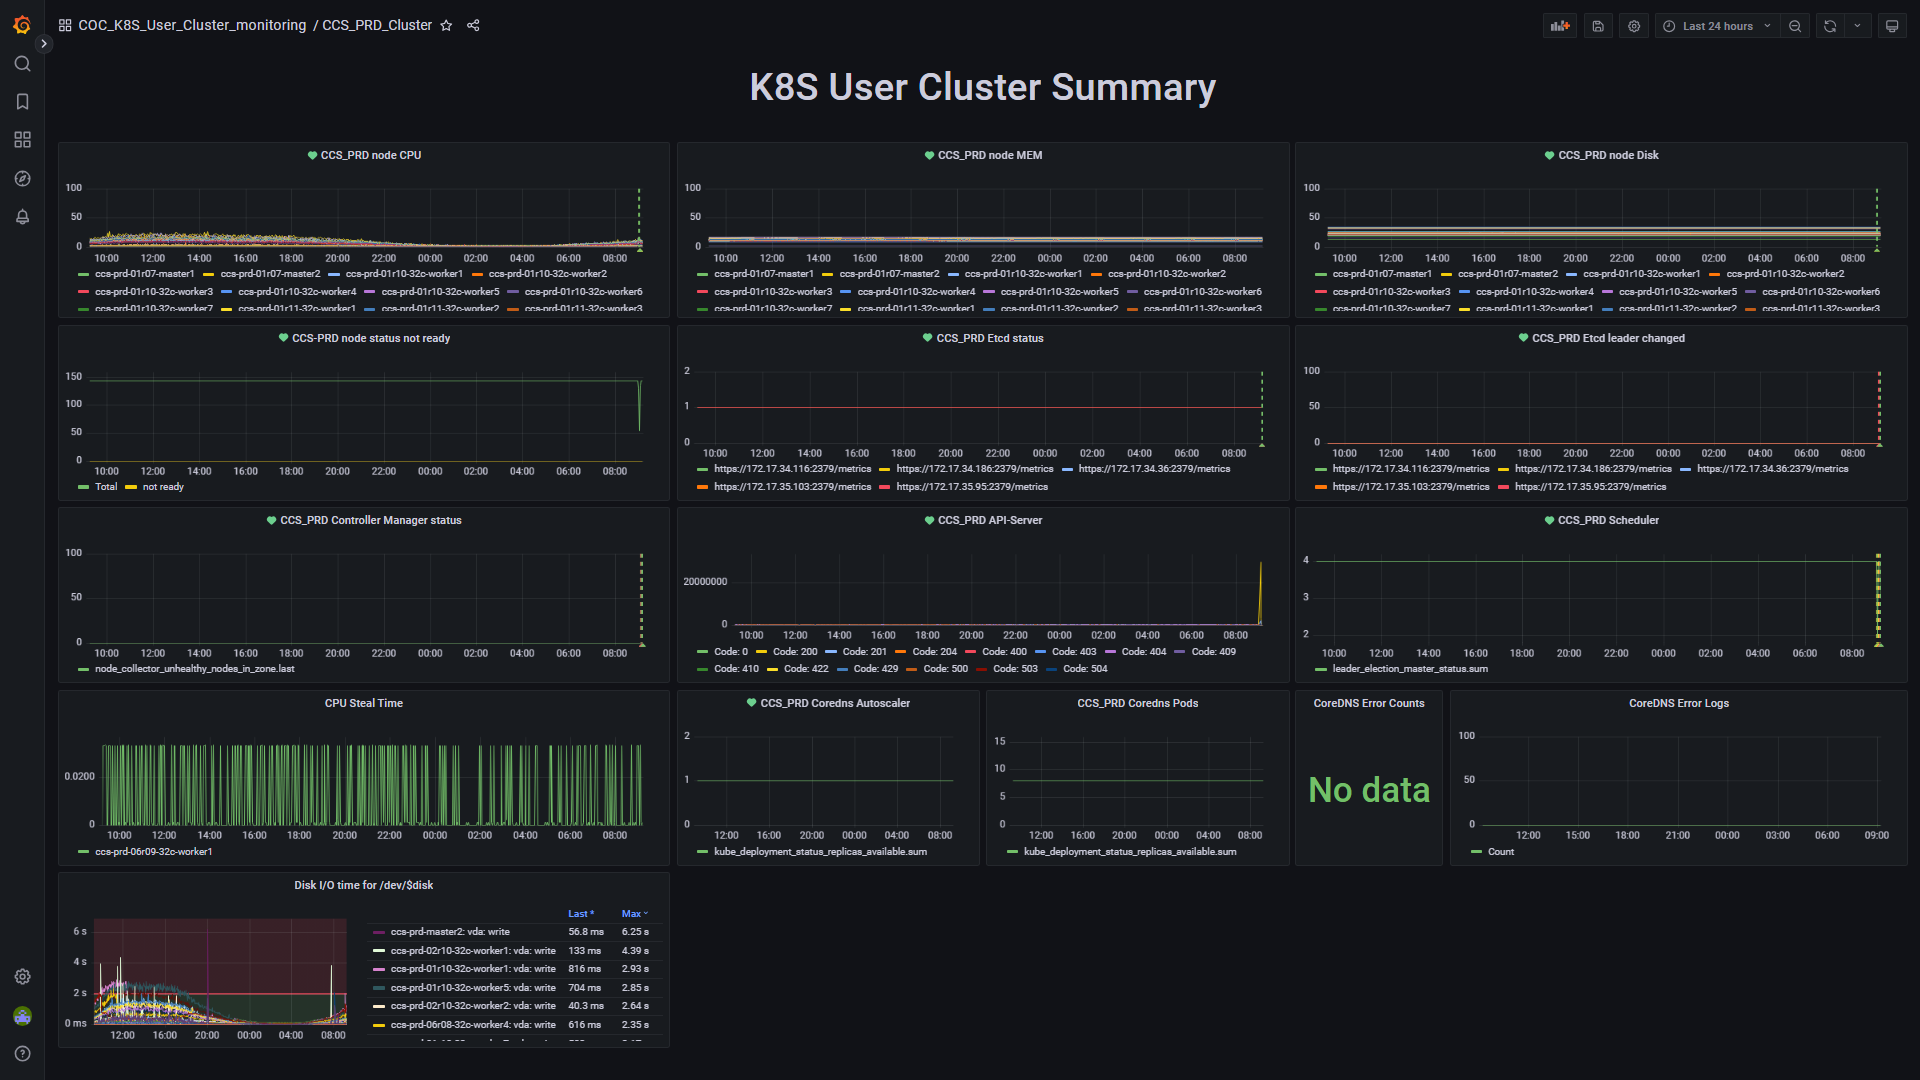 COC_K8S_User_Cluster_monitoring / CCS_PRD_Cluster
Last 24 hours
K8S User Cluster Summary
CCS_PRD node CPU
100
50
0
10:00 12:00 14:00 16:00 18:00 20:00 22:00 00:00 02:00 04:00 06:00 08:00
ccs-prd-01r07-master1 ccs-prd-01r07-master2 ccs-prd-01r10-32c-worker1 ccs-prd-01r10-32c-worker2
ccs-prd-01r10-32c-worker3 ccs-prd-01r10-32c-worker4 ccs-prd-01r10-32c-worker5 ccs-prd-01r10-32c-worker6
ccs-prd-01r10-32c-worker7 ccs-prd-01r11-32c-worker1 ccs-prd-01r11-32c-worker2 ccs-prd-01r11-32c-worker3
CCS_PRD node MEM
100
50
0
10:00 12:00 14:00 16:00 18:00 20:00 22:00 00:00 02:00 04:00 06:00 08:00
ccs-prd-01r07-master1 ccs-prd-01r07-master2 ccs-prd-01r10-32c-worker1 ccs-prd-01r10-32c-worker2
ccs-prd-01r10-32c-worker3 ccs-prd-01r10-32c-worker4 ccs-prd-01r10-32c-worker5 ccs-prd-01r10-32c-worker6
ccs-prd-01r10-32c-worker7 ccs-prd-01r11-32c-worker1 ccs-prd-01r11-32c-worker2 ccs-prd-01r11-32c-worker3
CCS_PRD node Disk
100
50
0
10:00 12:00 14:00 16:00 18:00 20:00 22:00 00:00 02:00 04:00 06:00 08:00
ccs-prd-01r07-master1 ccs-prd-01r07-master2 ccs-prd-01r10-32c-worker1 ccs-prd-01r10-32c-worker2
ccs-prd-01r10-32c-worker3 ccs-prd-01r10-32c-worker4 ccs-prd-01r10-32c-worker5 ccs-prd-01r10-32c-worker6
ccs-prd-01r10-32c-worker7 ccs-prd-01r11-32c-worker1 ccs-prd-01r11-32c-worker2 ccs-prd-01r11-32c-worker3
CCS-PRD node status not ready
150
100
50
0
10:00 12:00 14:00 16:00 18:00 20:00 22:00 00:00 02:00 04:00 06:00 08:00
Total not ready
CCS_PRD Etcd status
2
1
0
10:00 12:00 14:00 16:00 18:00 20:00 22:00 00:00 02:00 04:00 06:00 08:00
https://172.17.34.116:2379/metrics https://172.17.34.186:2379/metrics https://172.17.34.36:2379/metrics
https://172.17.35.103:2379/metrics https://172.17.35.95:2379/metrics
CCS_PRD Etcd leader changed
100
50
0
10:00 12:00 14:00 16:00 18:00 20:00 22:00 00:00 02:00 04:00 06:00 08:00
https://172.17.34.116:2379/metrics https://172.17.34.186:2379/metrics https://172.17.34.36:2379/metrics
https://172.17.35.103:2379/metrics https://172.17.35.95:2379/metrics
CCS_PRD Controller Manager status
100
50
0
10:00 12:00 14:00 16:00 18:00 20:00 22:00 00:00 02:00 04:00 06:00 08:00
node_collector_unhealthy_nodes_in_zone.last
CCS_PRD API-Server
20000000
0
10:00 12:00 14:00 16:00 18:00 20:00 22:00 00:00 02:00 04:00 06:00 08:00
Code: 0 Code: 200 Code: 201 Code: 204 Code: 400 Code: 403 Code: 404 Code: 409
Code: 410 Code: 422 Code: 429 Code: 500 Code: 503 Code: 504
CCS_PRD Scheduler
4
3
2
10:00 12:00 14:00 16:00 18:00 20:00 22:00 00:00 02:00 04:00 06:00 08:00
leader_election_master_status.sum
CPU Steal Time
0.0200
0
10:00 12:00 14:00 16:00 18:00 20:00 22:00 00:00 02:00 04:00 06:00 08:00
ccs-prd-06r09-32c-worker1
CCS_PRD Coredns Autoscaler
2
1
0
12:00 16:00 20:00 00:00 04:00 08:00
kube_deployment_status_replicas_available.sum
CCS_PRD Coredns Pods
15
10
5
0
12:00 16:00 20:00 00:00 04:00 08:00
kube_deployment_status_replicas_available.sum
CoreDNS Error Counts
No data
CoreDNS Error Logs
100
50
0
12:00 15:00 18:00 21:00 00:00 03:00 06:00 09:00
Count
Disk I/O time for /dev/$disk
6 s
4 s
2 s
0 ms
12:00 16:00 20:00 00:00 04:00 08:00
Last * Max
ccs-prd-master2: vda: write 56.8 ms 6.25 s
ccs-prd-02r10-32c-worker1: vda: write 133 ms 4.39 s
ccs-prd-01r10-32c-worker1: vda: write 816 ms 2.93 s
ccs-prd-01r10-32c-worker5: vda: write 704 ms 2.85 s
ccs-prd-02r10-32c-worker2: vda: write 40.3 ms 2.64 s
ccs-prd-06r08-32c-worker4: vda: write 616 ms 2.35 s